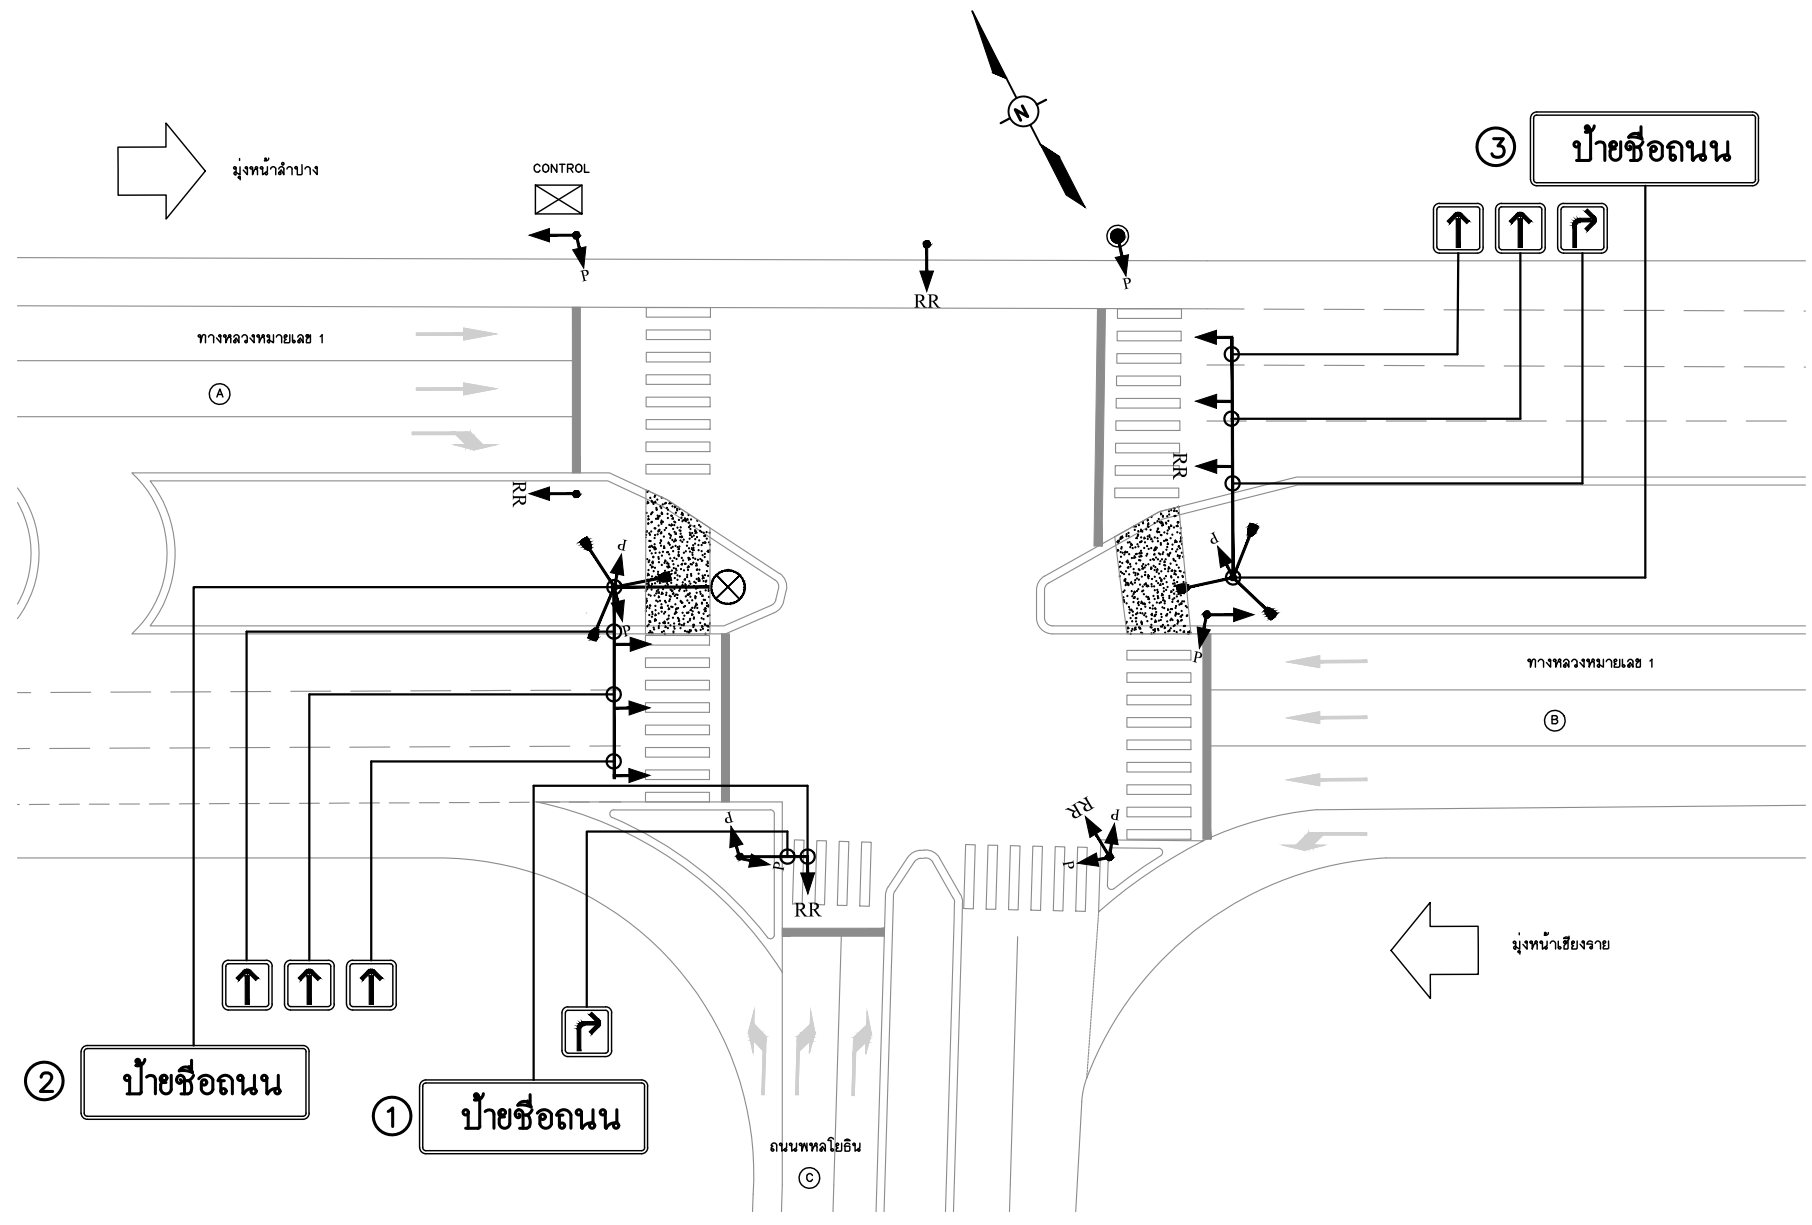 N
③
ป้ายชื่อถนน
มุ่งหน้าลำปาง
CONTROL
P
RR
P
ทางหลวงหมายเลข 1
A
RR
RR
P
P
P
P
ทางหลวงหมายเลข 1
B
P
P
RR
RR
P
P
มุ่งหน้าเชียงราย
②
ป้ายชื่อถนน
①
ป้ายชื่อถนน
ถนนพหลโยธิน
C